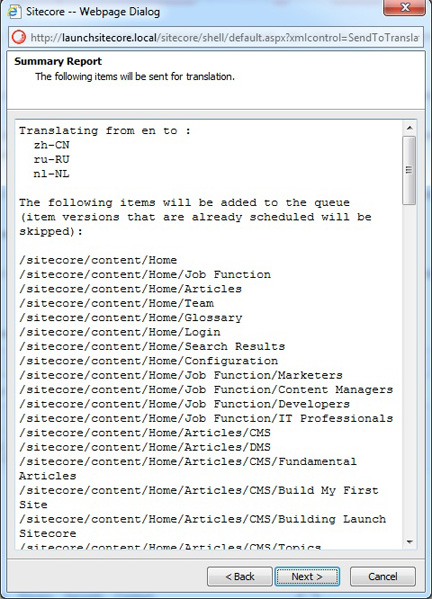 Sitecore -- Webpage Dialog
http://launchsitecore.local/sitecore/shell/default.aspx?xmlcontrol=SendToTransla
Summary Report
The following items will be sent for translation.
Translating from en to :
zh-CN
ru-RU
nl-NL
The following items will be added to the queue
(item versions that are already scheduled will be
skipped):
/sitecore/content/Home
/sitecore/content/Home/Job Function
/sitecore/content/Home/Articles
/sitecore/content/Home/Team
/sitecore/content/Home/Glossary
/sitecore/content/Home/Login
/sitecore/content/Home/Search Results
/sitecore/content/Home/Configuration
/sitecore/content/Home/Job Function/Marketers
/sitecore/content/Home/Job Function/Content Managers
/sitecore/content/Home/Job Function/Developers
/sitecore/content/Home/Job Function/IT Professionals
/sitecore/content/Home/Articles/CMS
/sitecore/content/Home/Articles/DMS
/sitecore/content/Home/Articles/CMS/Fundamental
Articles
/sitecore/content/Home/Articles/CMS/Build My First
Site
/sitecore/content/Home/Articles/CMS/Building Launch
Sitecore
/sitecore/content/Home/Articles/CMS/Topics
< Back
Next >
Cancel